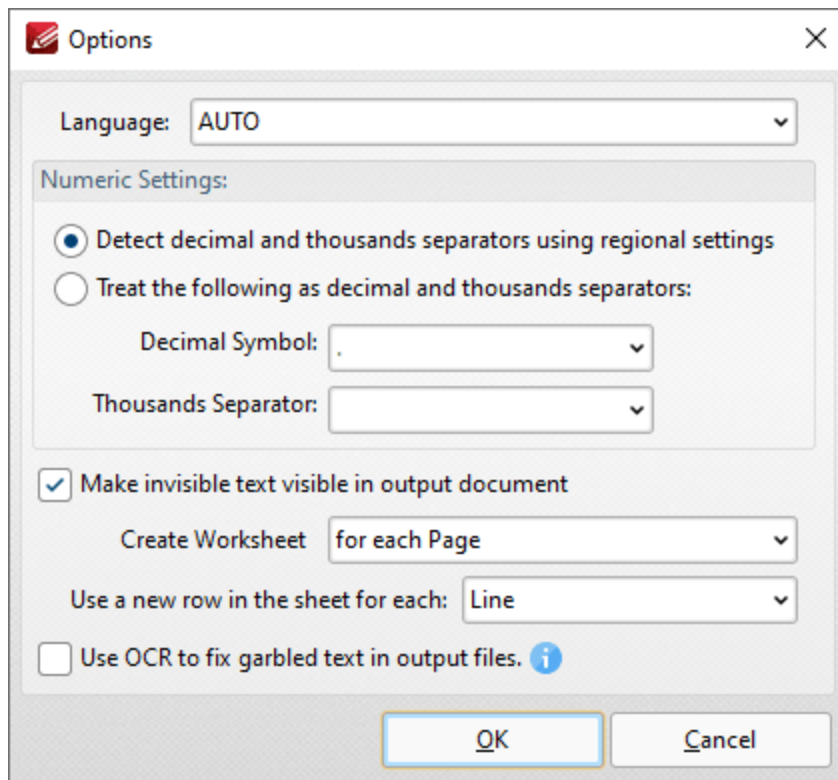 Options
Language: AUTO
Numeric Settings:
Detect decimal and thousands separators using regional settings
Treat the following as decimal and thousands separators:
Decimal Symbol: .
Thousands Separator:
Make invisible text visible in output document
Create Worksheet for each Page
Use a new row in the sheet for each: Line
Use OCR to fix garbled text in output files. i
OK Cancel